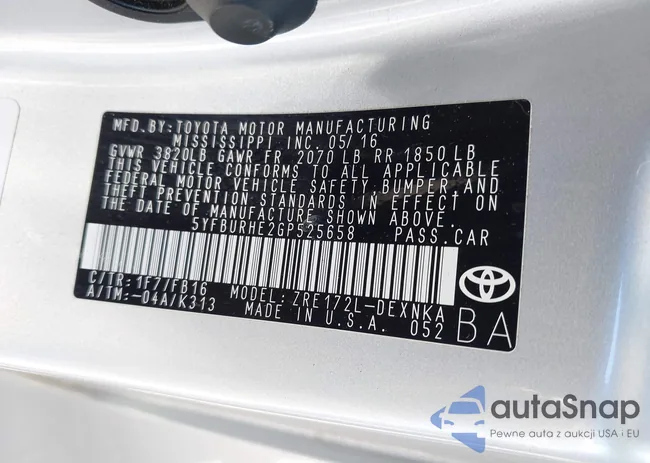 MFD.BY:TOYOTA MOTOR MANUFACTURING
MISSISSIPPI INC. 05/16
GVWR 3820LB GAWR FR 2070 LB RR 1850 LB
THIS VEHICLE CONFORMS TO ALL APPLICABLE
FEDERAL MOTOR VEHICLE SAFETY, BUMPER,AND
THEFT PREVENTION STANDARDS IN EFFECT ON
THE DATE OF MANUFACTURE SHOWN ABOVE.
5YFBURHE2GP525658 PASS.CAR
C/TR:1F7/FB16 MODEL:ZRE172L-DEXNKA
A/TM:-04A/K313 MADE IN U.S.A. 052
BA
autaSnap
Pewne auta z aukcji USA i EU